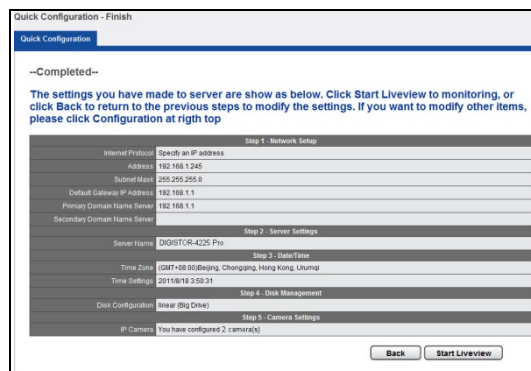 Quick Configuration - Finish
Quick Configuration
--Completed--
The settings you have made to server are show as below. Click Start Liveview to monitoring, or
click Back to return to the previous steps to modify the settings. If you want to modify other items,
please click Configuration at rigth top
Step 1 - Network Setup
Internet Protocol Specify an IP address
Address 192.168.1.245
Subnet Mask 255.255.255.0
Default Gateway IP Address 192.168.1.1
Primary Domain Name Server 192.168.1.1
Secondary Domain Name Server
Step 2 - Server Settings
Server Name DIGISTOR-4225 Pro
Step 3 - Date/Time
Time Zone (GMT+08:00)Beijing, Chongqing, Hong Kong, Urumqi
Time Settings 2011/8/18 3:50:31
Step 4 - Disk Management
Disk Configuration linear (Big Drive)
Step 5 - Camera Settings
IP Camera You have configured 2 camera(s)
Back Start Liveview